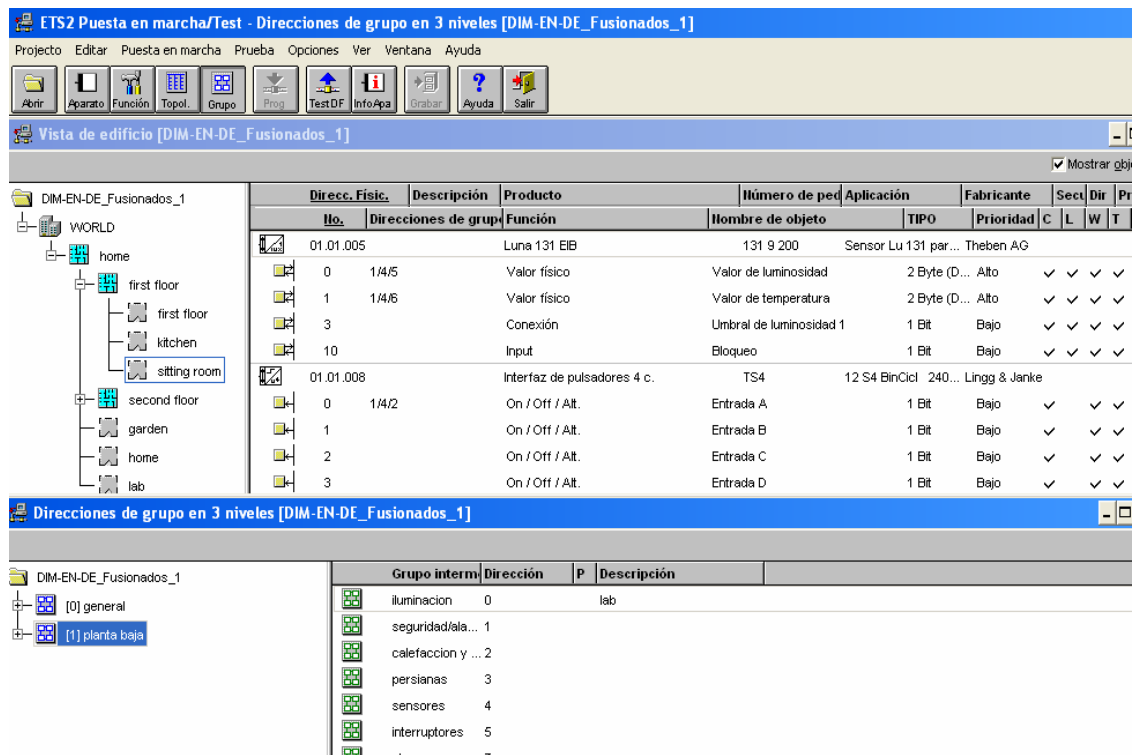 ETS2 Puesta en marcha/Test - Direcciones de grupo en 3 niveles [DIM-EN-DE_Fusionados_1]
Projecto Editar Puesta en marcha Prueba Opciones Ver Ventana Ayuda
Abrir Aparato Función Topol. Grupo Prog TestDF InfoApa Grabar Ayuda Salir
Vista de edificio [DIM-EN-DE_Fusionados_1]
Mostrar obje
DIM-EN-DE_Fusionados_1
WORLD
home
first floor
first floor
kitchen
sitting room
second floor
garden
home
lab
Direcc. Físic. Descripción Producto Número de ped Aplicación Fabricante Secu Dir Pr
No. Direcciones de grupo Función Nombre de objeto TIPO Prioridad C L W T
01.01.005 Luna 131 EIB 131 9 200 Sensor Lu 131 par... Theben AG
0 1/4/5 Valor físico Valor de luminosidad 2 Byte (D... Alto
1 1/4/6 Valor físico Valor de temperatura 2 Byte (D... Alto
3 Conexión Umbral de luminosidad 1 1 Bit Bajo
10 Input Bloqueo 1 Bit Bajo
01.01.008 Interfaz de pulsadores 4 c. TS4 12 S4 BinCicl 240... Lingg & Janke
0 1/4/2 On / Off / Alt. Entrada A 1 Bit Bajo
1 On / Off / Alt. Entrada B 1 Bit Bajo
2 On / Off / Alt. Entrada C 1 Bit Bajo
3 On / Off / Alt. Entrada D 1 Bit Bajo
Direcciones de grupo en 3 niveles [DIM-EN-DE_Fusionados_1]
DIM-EN-DE_Fusionados_1
[0] general
[1] planta baja
Grupo interm Dirección P Descripción
iluminacion 0 lab
seguridad/ala... 1
calefaccion y ... 2
persianas 3
sensores 4
interruptores 5